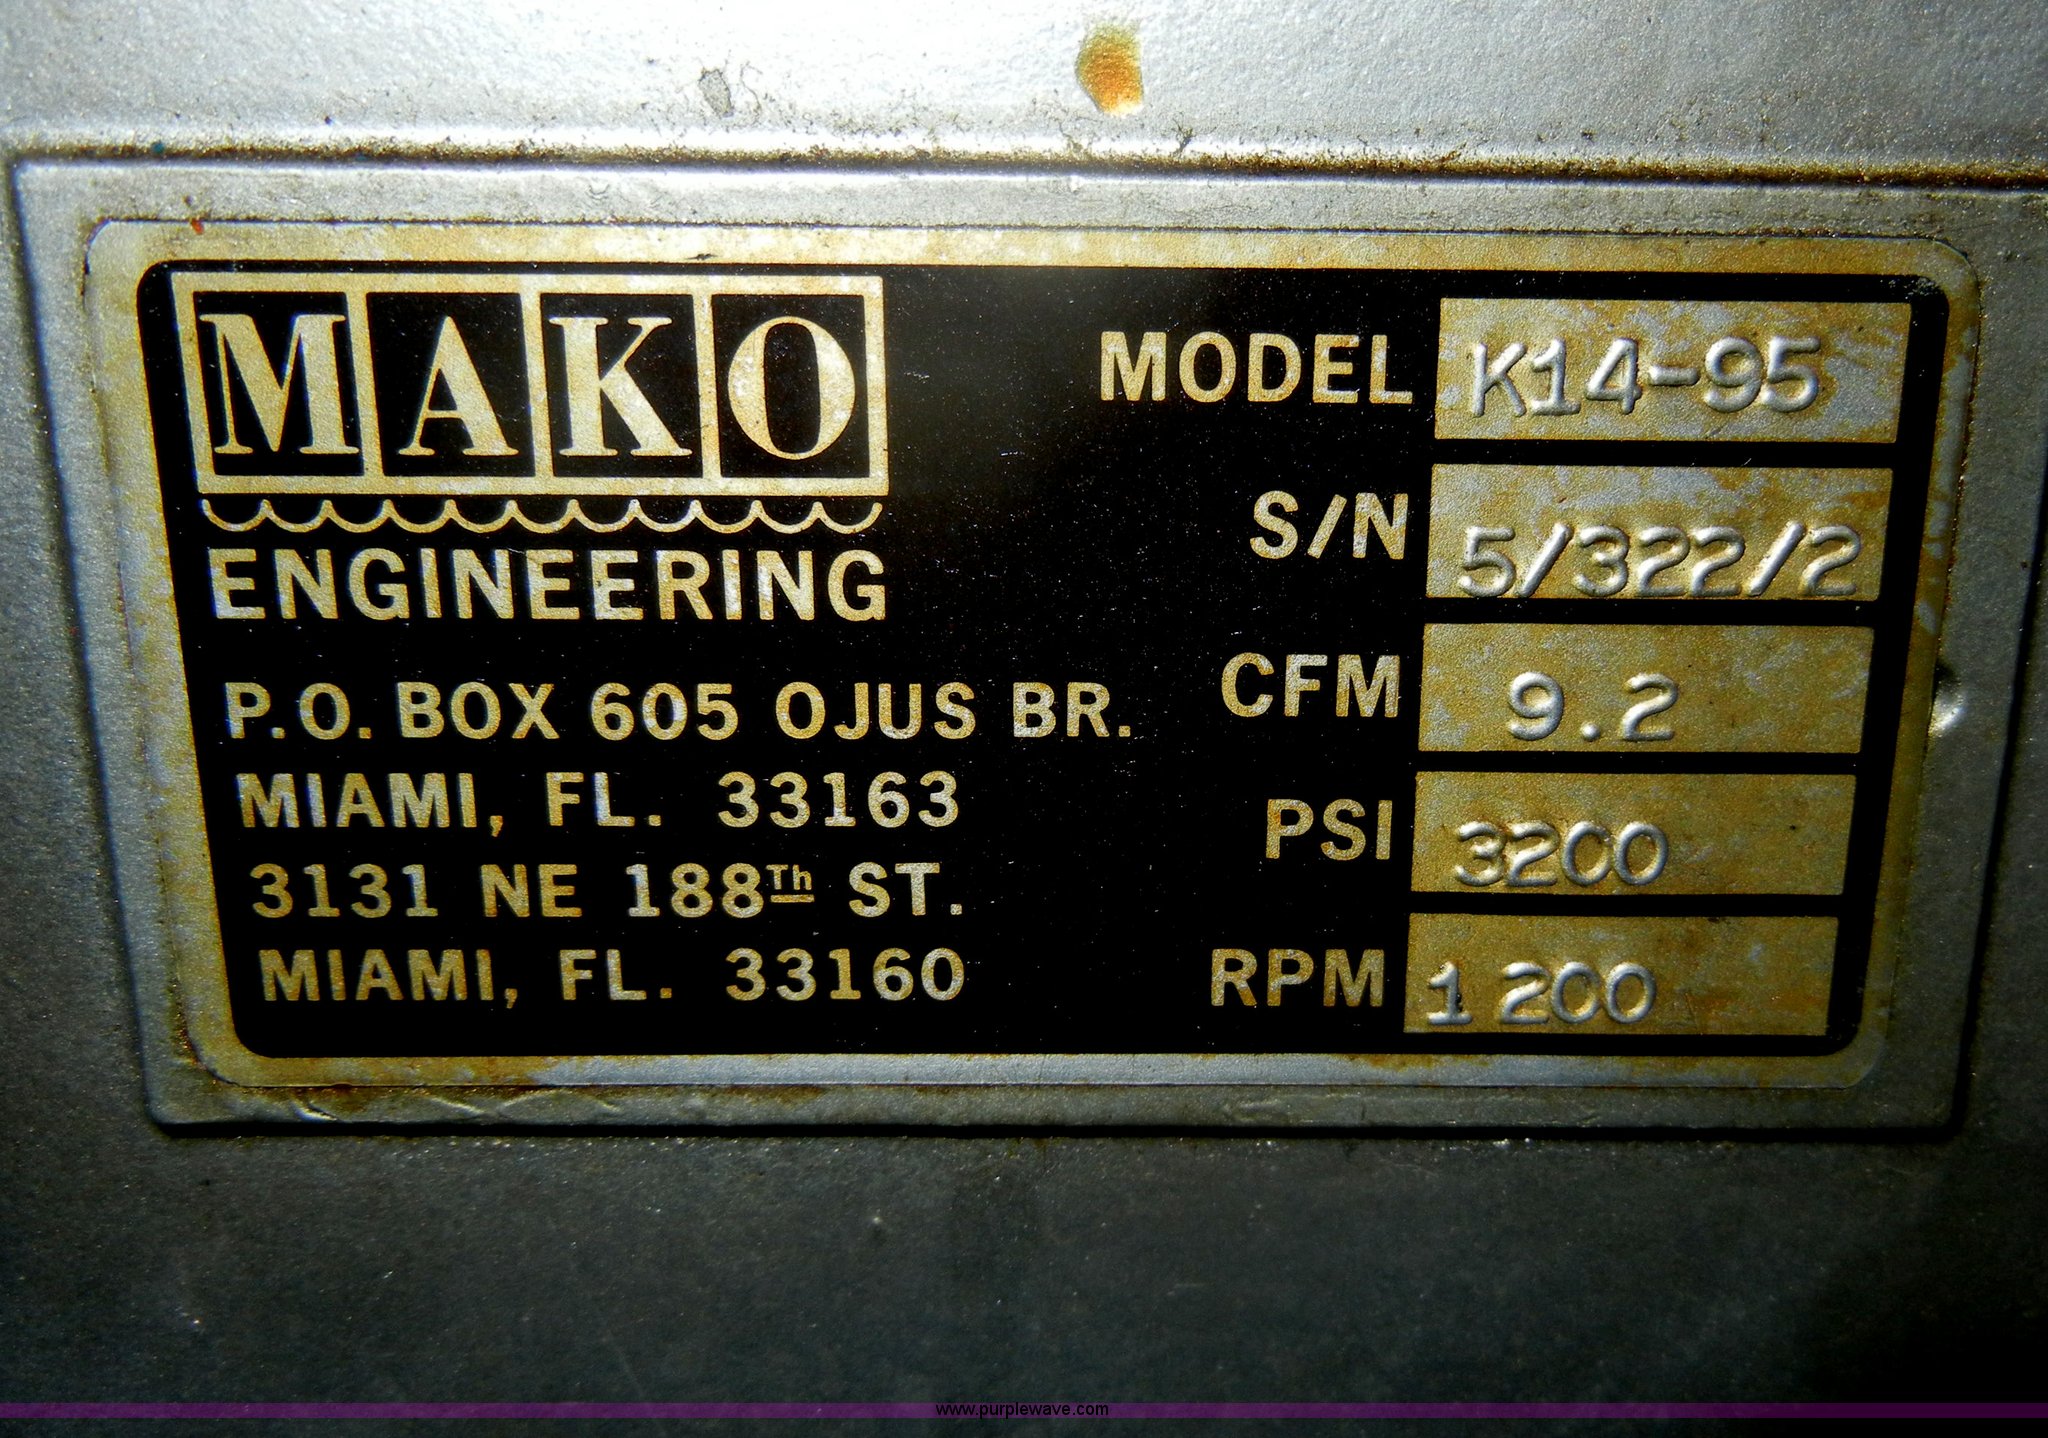 MAKO
ENGINEERING
P.O. BOX 605 OJUS BR.
MIAMI, FL. 33163
3131 NE 188Th ST.
MIAMI, FL. 33160
MODEL K14-95
S/N 5/322/2
CFM 9.2
PSI 3200
RPM 1 200
www.purplewave.com